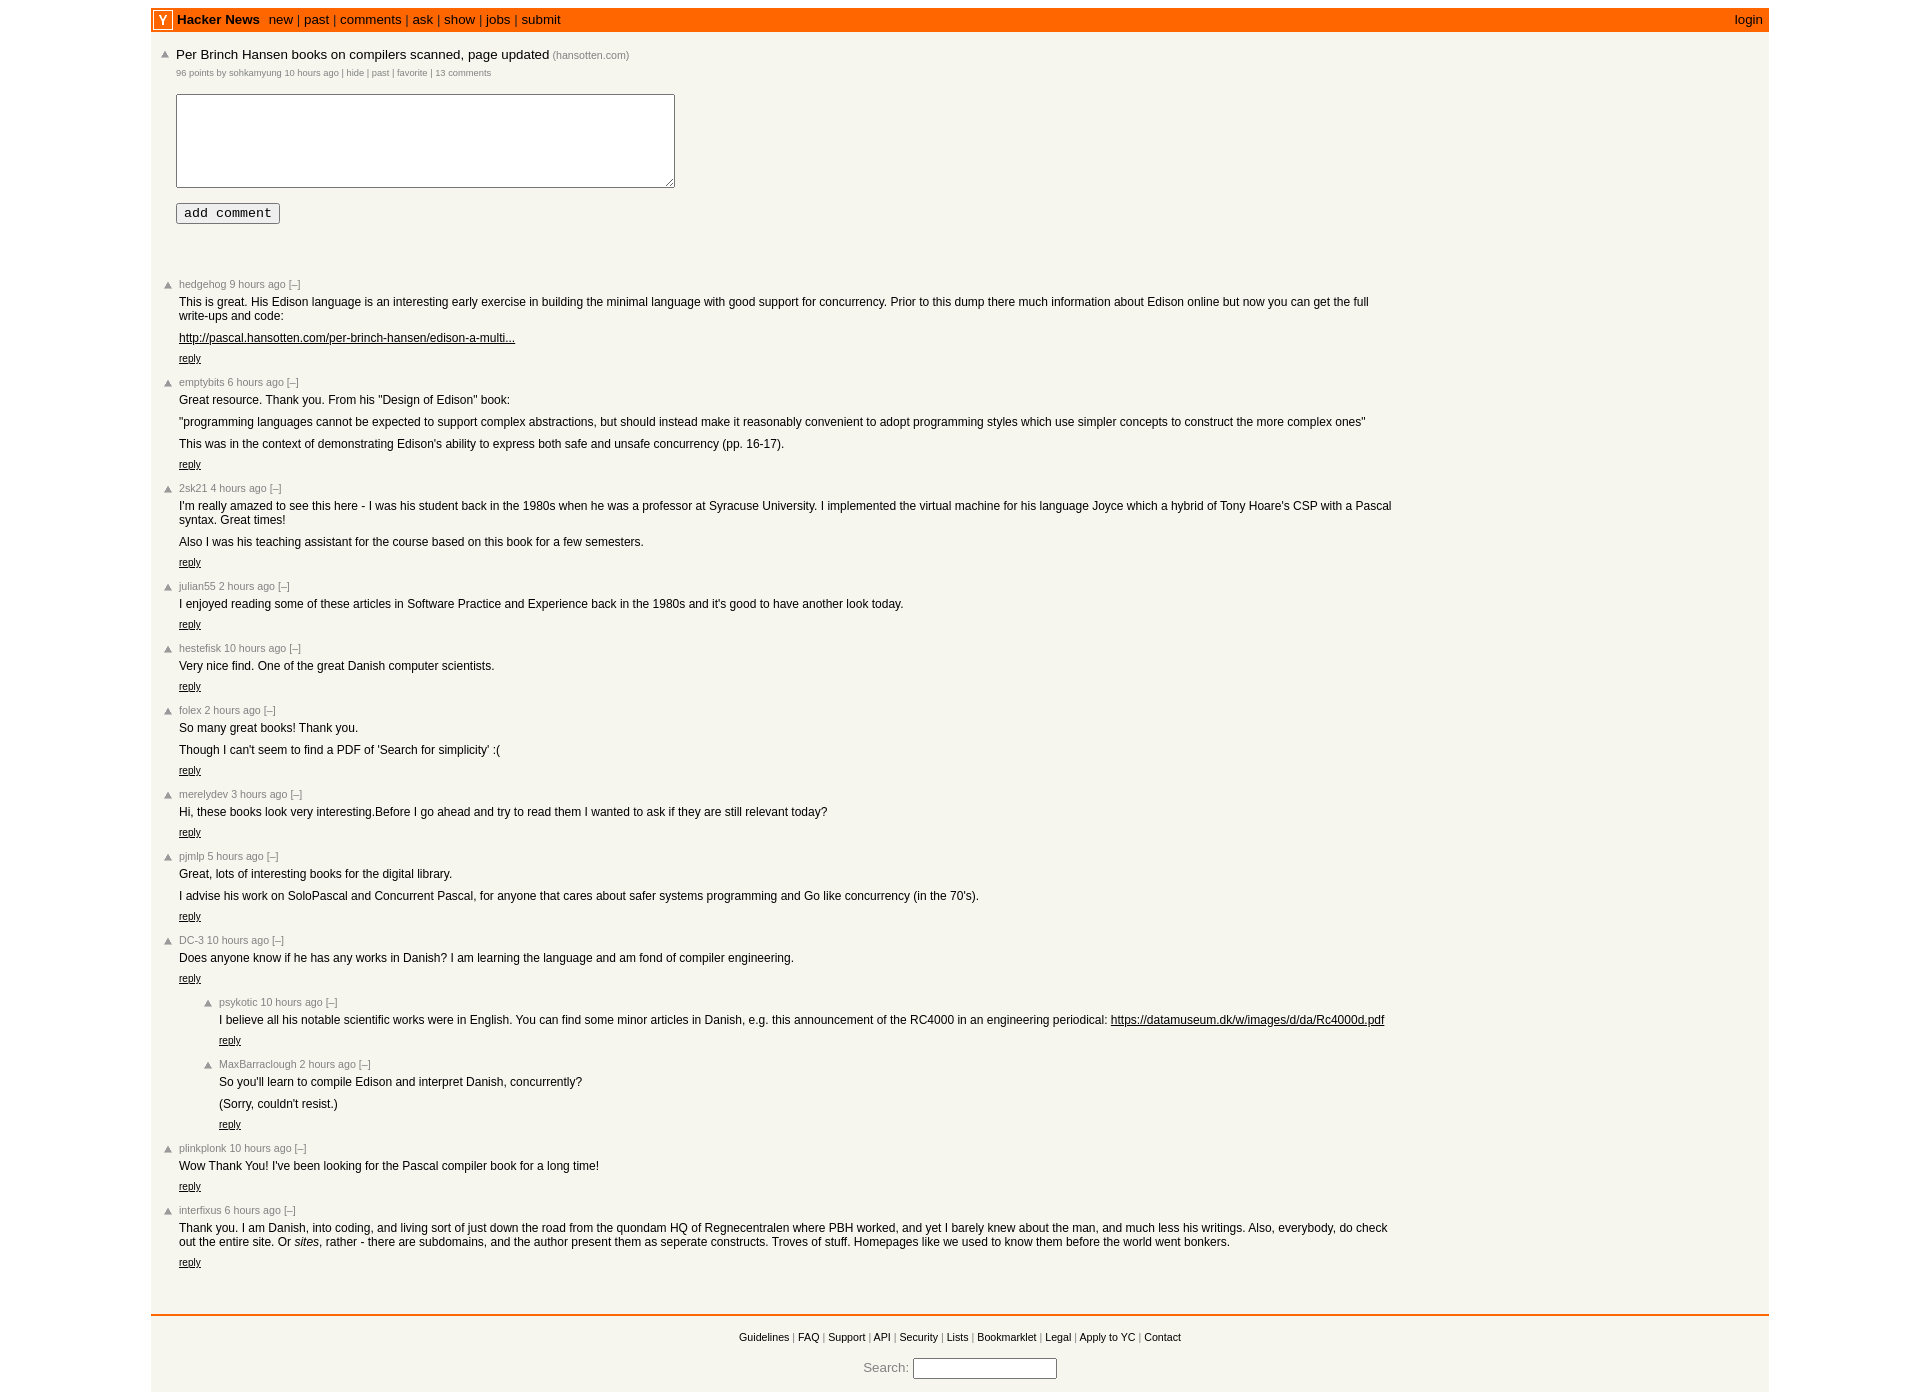 Y Hacker News new | past | comments | ask | show | jobs | submit login
Per Brinch Hansen books on compilers scanned, page updated (hansotten.com)
96 points by sohkamyung 10 hours ago | hide | past | favorite | 13 comments
add comment
hedgehog 9 hours ago [–]
This is great. His Edison language is an interesting early exercise in building the minimal language with good support for concurrency. Prior to this dump there much information about Edison online but now you can get the full
write-ups and code:
http://pascal.hansotten.com/per-brinch-hansen/edison-a-multi...
reply
emptybits 6 hours ago [–]
Great resource. Thank you. From his "Design of Edison" book:
"programming languages cannot be expected to support complex abstractions, but should instead make it reasonably convenient to adopt programming styles which use simpler concepts to construct the more complex ones"
This was in the context of demonstrating Edison's ability to express both safe and unsafe concurrency (pp. 16-17).
reply
2sk21 4 hours ago [–]
I'm really amazed to see this here - I was his student back in the 1980s when he was a professor at Syracuse University. I implemented the virtual machine for his language Joyce which a hybrid of Tony Hoare's CSP with a Pascal
syntax. Great times!
Also I was his teaching assistant for the course based on this book for a few semesters.
reply
julian55 2 hours ago [–]
I enjoyed reading some of these articles in Software Practice and Experience back in the 1980s and it's good to have another look today.
reply
hestefisk 10 hours ago [–]
Very nice find. One of the great Danish computer scientists.
reply
folex 2 hours ago [–]
So many great books! Thank you.
Though I can't seem to find a PDF of 'Search for simplicity' :(
reply
merelydev 3 hours ago [–]
Hi, these books look very interesting.Before I go ahead and try to read them I wanted to ask if they are still relevant today?
reply
pjmlp 5 hours ago [–]
Great, lots of interesting books for the digital library.
I advise his work on SoloPascal and Concurrent Pascal, for anyone that cares about safer systems programming and Go like concurrency (in the 70's).
reply
DC-3 10 hours ago [–]
Does anyone know if he has any works in Danish? I am learning the language and am fond of compiler engineering.
reply
psykotic 10 hours ago [–]
I believe all his notable scientific works were in English. You can find some minor articles in Danish, e.g. this announcement of the RC4000 in an engineering periodical: https://datamuseum.dk/w/images/d/da/Rc4000d.pdf
reply
MaxBarraclough 2 hours ago [–]
So you'll learn to compile Edison and interpret Danish, concurrently?
(Sorry, couldn't resist.)
reply
plinkplonk 10 hours ago [–]
Wow Thank You! I've been looking for the Pascal compiler book for a long time!
reply
interfixus 6 hours ago [–]
Thank you. I am Danish, into coding, and living sort of just down the road from the quondam HQ of Regnecentralen where PBH worked, and yet I barely knew about the man, and much less his writings. Also, everybody, do check
out the entire site. Or sites, rather - there are subdomains, and the author present them as seperate constructs. Troves of stuff. Homepages like we used to know them before the world went bonkers.
reply
Guidelines | FAQ | Support | API | Security | Lists | Bookmarklet | Legal | Apply to YC | Contact
Search: